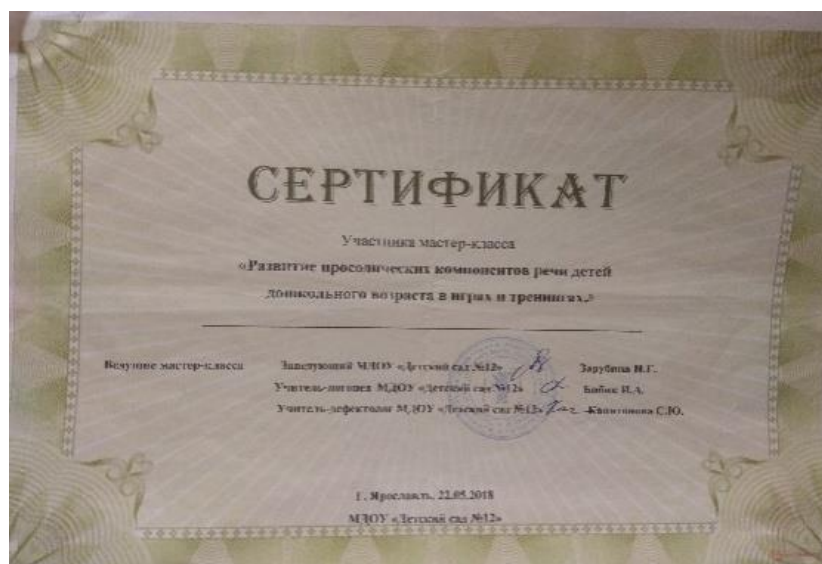 СЕРТИФИКАТ
Участника мастер-класса
«Развитие просодических компонентов речи детей
дошкольного возраста в играх и тренингах.»
Ведущие мастер-класса Заведующий МДОУ «Детский сад №12» Зарубина Н.Г.
Учитель-логопед МДОУ «Детский сад №12» И.А.
Учитель-дефектолог МДОУ «Детский сад №12» Капитонова С.Ю.
Г. Ярославль, 22.05.2018
МДОУ «Детский сад №12»